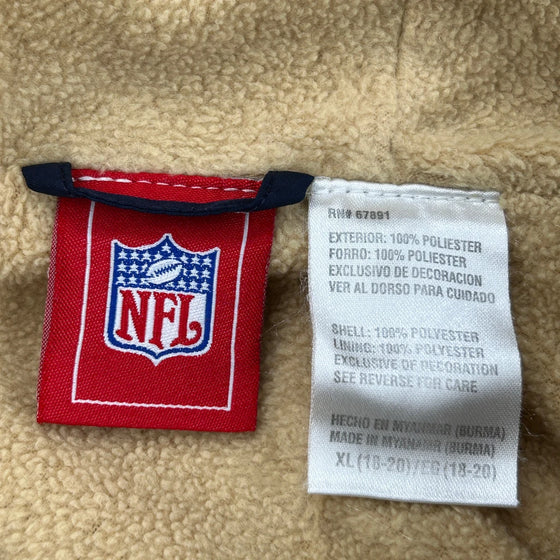 NFL
RN# 67891
EXTERIOR: 100% POLIESTER
FORRO: 100% POLIESTER
EXCLUSIVO DE DECORACION
VER AL DORSO PARA CUIDADO
SHELL: 100% POLYESTER
LINING: 100% POLYESTER
EXCLUSIVE OF DECORATION
SEE REVERSE FOR CARE
HECHO EN MYANMAR (BURMA)
MADE IN MYANMAR (BURMA)
XL (18-20)/EG (18-20)